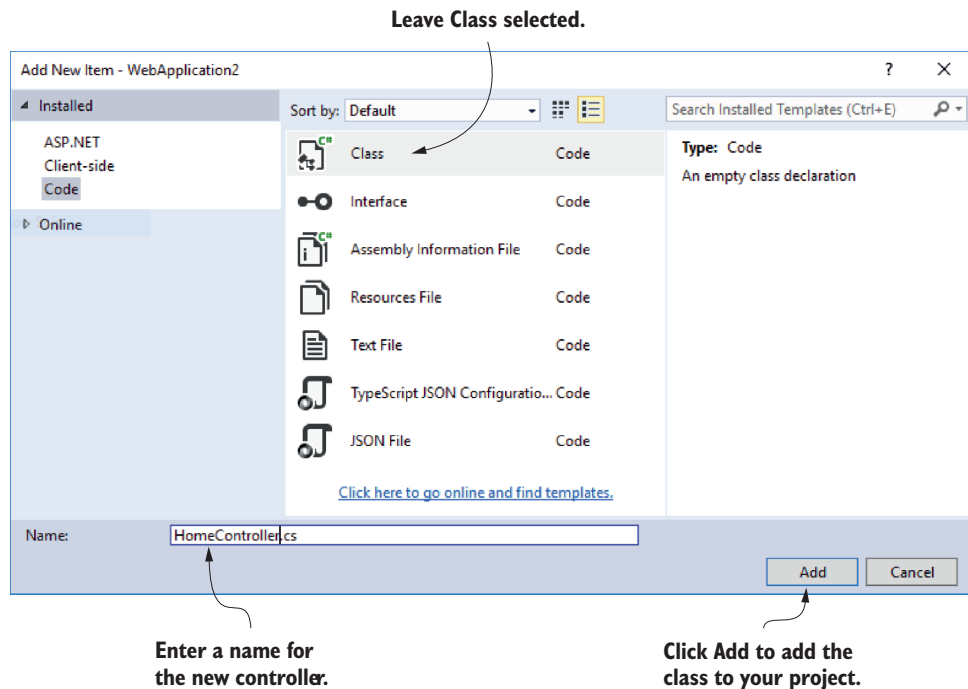 Leave Class selected.
Add New Item - WebApplication2
?
Installed
Sort by: Default
Search Installed Templates (Ctrl+E)
ASP.NET
Client-side
Code
Online
C#
Class Code
Interface Code
C#
Assembly Information File Code
Resources File Code
Text File Code
TypeScript JSON Configuratio... Code
JSON File Code
Click here to go online and find templates.
Type: Code
An empty class declaration
Name: HomeController.cs
Add Cancel
Enter a name for
the new controller.
Click Add to add the
class to your project.